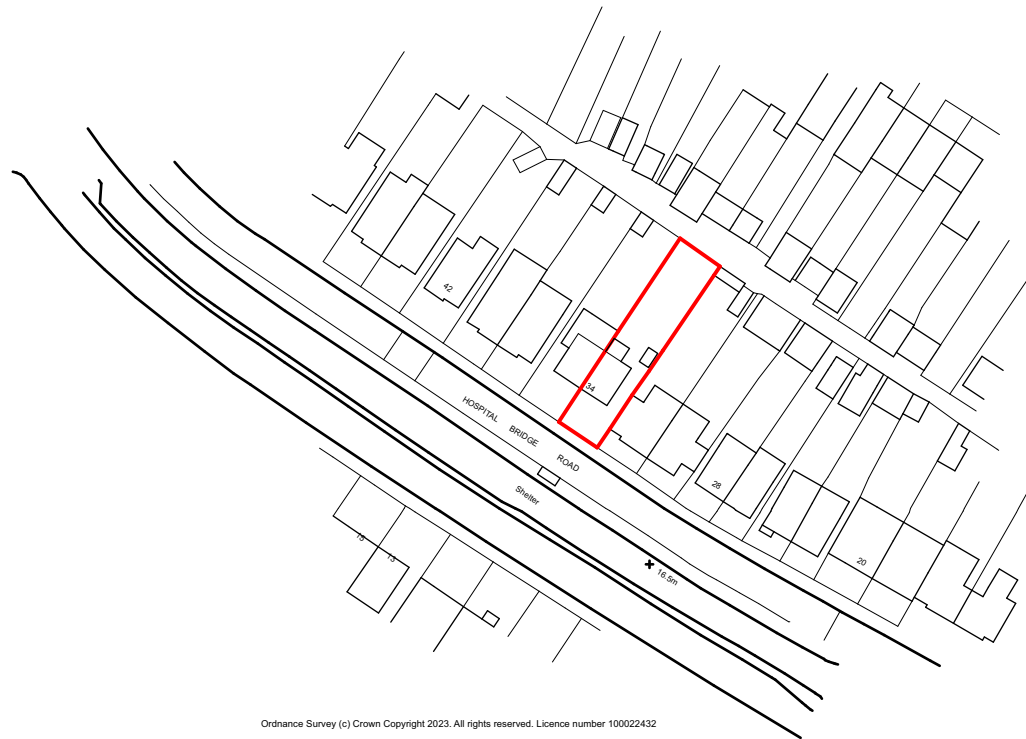 42
34
HOSPITAL BRIDGE ROAD
Shelter
28
20
16.5m
15
13
Ordnance Survey (c) Crown Copyright 2023. All rights reserved. Licence number 100022432